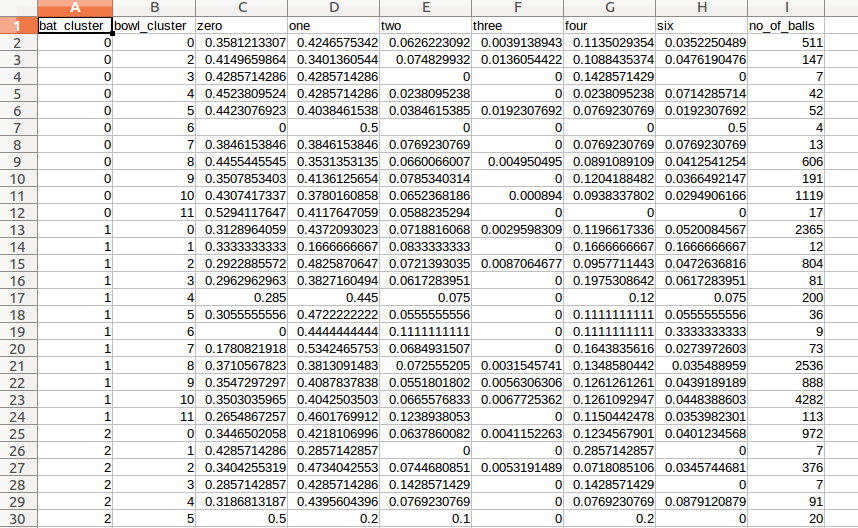 A B C D E F G H I
1 bat_cluster bowl_cluster zero one two three four six no_of_balls
2 0 0 0.3581213307 0.4246575342 0.0626223092 0.0039138943 0.1135029354 0.0352250489 511
3 0 2 0.4149659864 0.3401360544 0.074829932 0.0136054422 0.1088435374 0.0476190476 147
4 0 3 0.4285714286 0.4285714286 0 0 0.1428571429 0 7
5 0 4 0.4523809524 0.4285714286 0.0238095238 0 0.0238095238 0.0714285714 42
6 0 5 0.4423076923 0.4038461538 0.0384615385 0.0192307692 0.0769230769 0.0192307692 52
7 0 6 0 0.5 0 0 0 0.5 4
8 0 7 0.3846153846 0.3846153846 0.0769230769 0 0.0769230769 0.0769230769 13
9 0 8 0.4455445545 0.3531353135 0.0660066007 0.004950495 0.0891089109 0.0412541254 606
10 0 9 0.3507853403 0.4136125654 0.0785340314 0 0.1204188482 0.0366492147 191
11 0 10 0.4307417337 0.3780160858 0.0652368186 0.000894 0.0938337802 0.0294906166 1119
12 0 11 0.5294117647 0.4117647059 0.0588235294 0 0 0 17
13 1 0 0.3128964059 0.4372093023 0.0718816068 0.0029598309 0.1196617336 0.0520084567 2365
14 1 1 0.3333333333 0.1666666667 0.0833333333 0 0.1666666667 0.1666666667 12
15 1 2 0.2922885572 0.4825870647 0.0721393035 0.0087064677 0.0957711443 0.0472636816 804
16 1 3 0.2962962963 0.3827160494 0.0617283951 0 0.1975308642 0.0617283951 81
17 1 4 0.285 0.445 0.075 0 0.12 0.075 200
18 1 5 0.3055555556 0.4722222222 0.0555555556 0 0.1111111111 0.0555555556 36
19 1 6 0 0.4444444444 0.1111111111 0 0.1111111111 0.3333333333 9
20 1 7 0.1780821918 0.5342465753 0.0684931507 0 0.1643835616 0.0273972603 73
21 1 8 0.3710567823 0.3813091483 0.072555205 0.0031545741 0.1348580442 0.035488959 2536
22 1 9 0.3547297297 0.4087837838 0.0551801802 0.0056306306 0.1261261261 0.0439189189 888
23 1 10 0.3503035965 0.4042503503 0.0665576833 0.0067725362 0.1261092947 0.0448388603 4282
24 1 11 0.2654867257 0.4601769912 0.1238938053 0 0.1150442478 0.0353982301 113
25 2 0 0.3446502058 0.4218106996 0.0637860082 0.0041152263 0.1234567901 0.0401234568 972
26 2 1 0.4285714286 0.2857142857 0 0 0.2857142857 0 7
27 2 2 0.3404255319 0.4734042553 0.0744680851 0.0053191489 0.0718085106 0.0345744681 376
28 2 3 0.2857142857 0.4285714286 0.1428571429 0 0.1428571429 0 7
29 2 4 0.3186813187 0.4395604396 0.0769230769 0 0.0769230769 0.0879120879 91
30 2 5 0.5 0.2 0.1 0 0.2 0 20